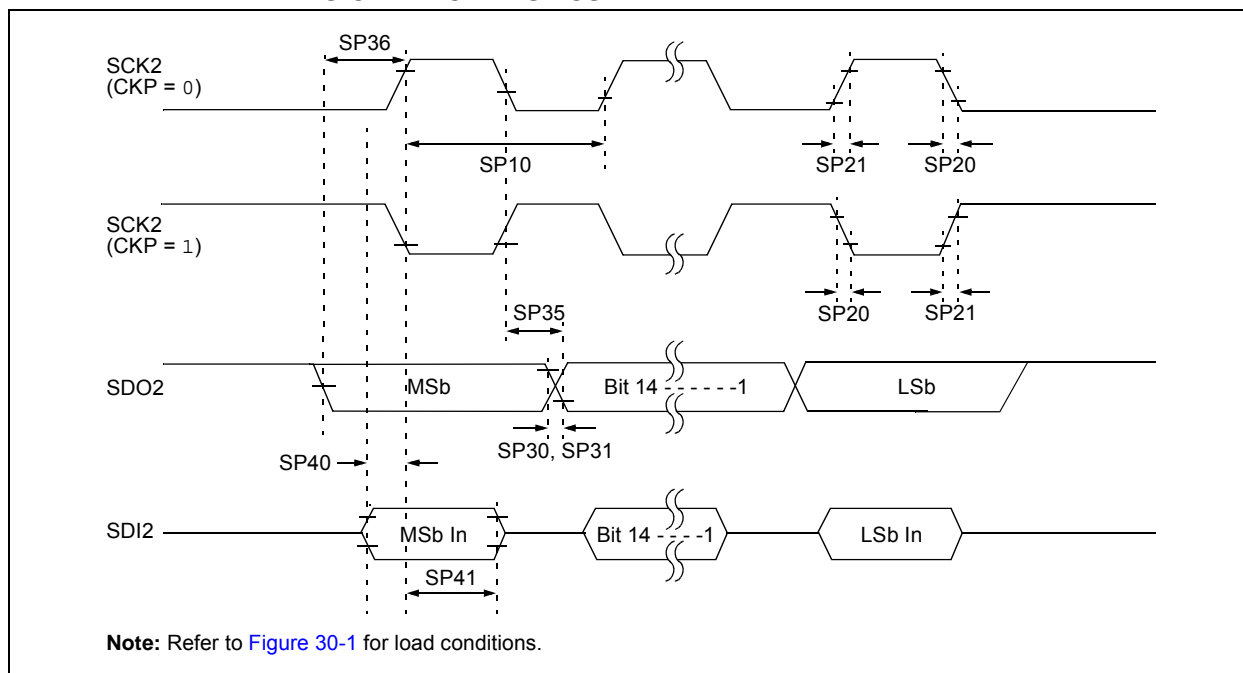 SP36
SCK2
(CKP = 0)
SP10
SP21
SP20
SCK2
(CKP = 1)
SP35
SP20
SP21
SDO2
MSb
Bit 14 - - - - - -1
LSb
SP30, SP31
SP40
SDI2
MSb In
Bit 14 - - - -1
LSb In
SP41
Note: Refer to Figure 30-1 for load conditions.